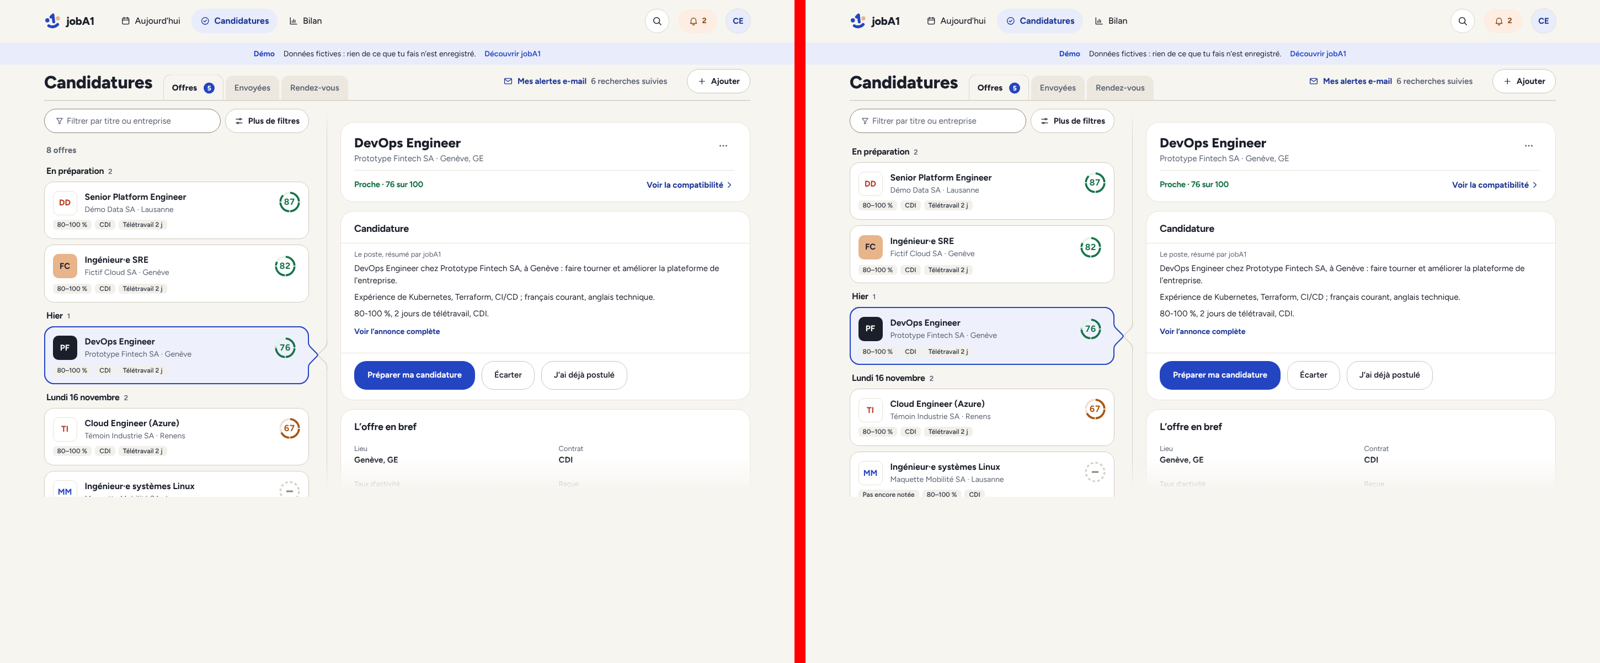 jobA1
Aujourd'hui
Candidatures
Bilan
2
CE
Démo Données fictives : rien de ce que tu fais n'est enregistré. Découvrir jobA1
Candidatures
Offres 5
Envoyées
Rendez-vous
Mes alertes e-mail 6 recherches suivies
+ Ajouter
Filtrer par titre ou entreprise
Plus de filtres
8 offres
En préparation 2
DD
Senior Platform Engineer
Démo Data SA · Lausanne
87
80–100 % CDI Télétravail 2 j
FC
Ingénieur·e SRE
Fictif Cloud SA · Genève
82
80–100 % CDI Télétravail 2 j
Hier 1
PF
DevOps Engineer
Prototype Fintech SA · Genève
76
80–100 % CDI Télétravail 2 j
Lundi 16 novembre 2
TI
Cloud Engineer (Azure)
Témoin Industrie SA · Renens
67
80–100 % CDI Télétravail 2 j
MM
Ingénieur·e systèmes Linux
Maquette Mobilité SA · Lausanne
DevOps Engineer
Prototype Fintech SA · Genève, GE
Proche · 76 sur 100
Voir la compatibilité
Candidature
Le poste, résumé par jobA1
DevOps Engineer chez Prototype Fintech SA, à Genève : faire tourner et améliorer la plateforme de
l'entreprise.
Expérience de Kubernetes, Terraform, CI/CD ; français courant, anglais technique.
80-100 %, 2 jours de télétravail, CDI.
Voir l'annonce complète
Préparer ma candidature
Écarter
J'ai déjà postulé
L'offre en bref
Lieu
Genève, GE
Contrat
CDI
Taux d'activité
Reçue
jobA1
Aujourd'hui
Candidatures
Bilan
2
CE
Démo Données fictives : rien de ce que tu fais n'est enregistré. Découvrir jobA1
Candidatures
Offres 5
Envoyées
Rendez-vous
Mes alertes e-mail 6 recherches suivies
+ Ajouter
Filtrer par titre ou entreprise
Plus de filtres
En préparation 2
DD
Senior Platform Engineer
Démo Data SA · Lausanne
87
80–100 % CDI Télétravail 2 j
FC
Ingénieur·e SRE
Fictif Cloud SA · Genève
82
80–100 % CDI Télétravail 2 j
Hier 1
PF
DevOps Engineer
Prototype Fintech SA · Genève
76
80–100 % CDI Télétravail 2 j
Lundi 16 novembre 2
TI
Cloud Engineer (Azure)
Témoin Industrie SA · Renens
67
80–100 % CDI Télétravail 2 j
MM
Ingénieur·e systèmes Linux
Maquette Mobilité SA · Lausanne
Pas encore notée 80–100 % CDI
DevOps Engineer
Prototype Fintech SA · Genève, GE
Proche · 76 sur 100
Voir la compatibilité
Candidature
Le poste, résumé par jobA1
DevOps Engineer chez Prototype Fintech SA, à Genève : faire tourner et améliorer la plateforme de
l'entreprise.
Expérience de Kubernetes, Terraform, CI/CD ; français courant, anglais technique.
80-100 %, 2 jours de télétravail, CDI.
Voir l'annonce complète
Préparer ma candidature
Écarter
J'ai déjà postulé
L'offre en bref
Lieu
Genève, GE
Contrat
CDI
Taux d'activité
Reçue